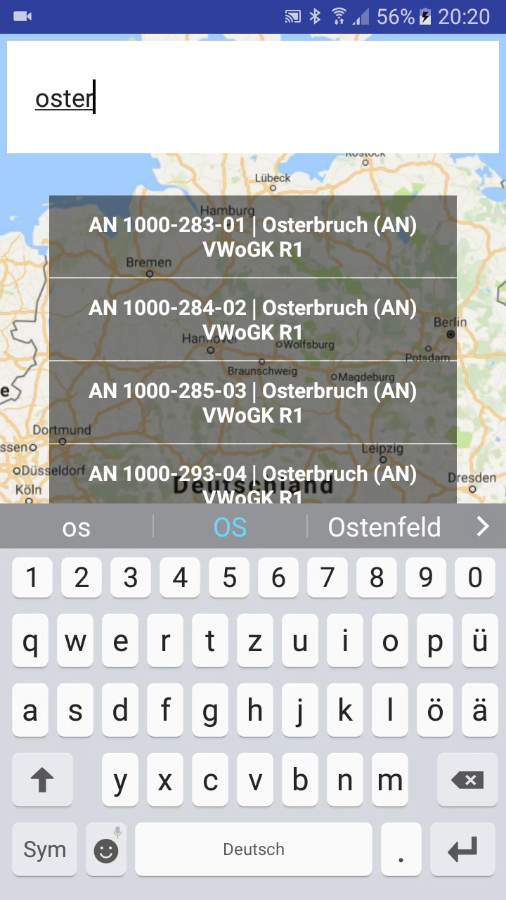 56% 20:20
oster
Rostock
Lübeck
Hamburg
AN 1000-283-01 | Osterbruch (AN)
VWoGK R1
Bremen
AN 1000-284-02 | Osterbruch (AN)
VWoGK R1
Berlin
Hannover
Wolfsburg
Potsdam
Braunschweig
Magdeburg
AN 1000-285-03 | Osterbruch (AN)
VWoGK R1
e
Dortmund
ssen
Leipzig
Düsseldorf
AN 1000-293-04 | Osterbruch (AN)
VWoGK R1
Dresden
Deutschland
Köln
os OS Ostenfeld
1 2 3 4 5 6 7 8 9 0
q w e r t z u i o p ü
a s d f g h j k l ö ä
y x c v b n m
Sym Deutsch .